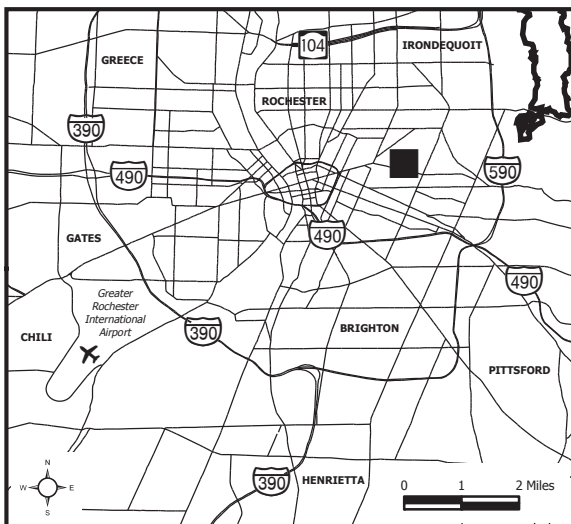 104
IRONDEQUOIT
GREECE
ROCHESTER
390
490
590
GATES
490
490
Greater
Rochester
International
Airport
390
BRIGHTON
CHILI
PITTSFORD
N
W
E
S
HENRIETTA
390
0 1 2 Miles